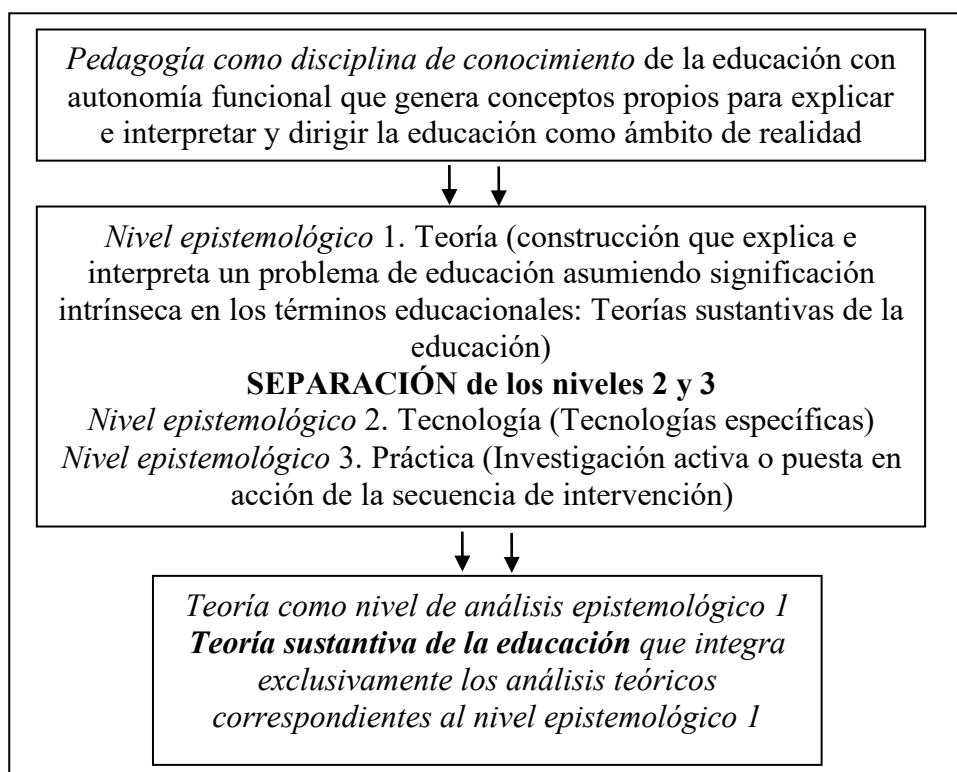 Pedagogía como disciplina de conocimiento de la educación con
autonomía funcional que genera conceptos propios para explicar
e interpretar y dirigir la educación como ámbito de realidad
Nivel epistemológico 1. Teoría (construcción que explica e
interpreta un problema de educación asumiendo significación
intrínseca en los términos educacionales: Teorías sustantivas de la
educación)
SEPARACIÓN de los niveles 2 y 3
Nivel epistemológico 2. Tecnología (Tecnologías específicas)
Nivel epistemológico 3. Práctica (Investigación activa o puesta en
acción de la secuencia de intervención)
Teoría como nivel de análisis epistemológico 1
Teoría sustantiva de la educación que integra
exclusivamente los análisis teóricos
correspondientes al nivel epistemológico 1